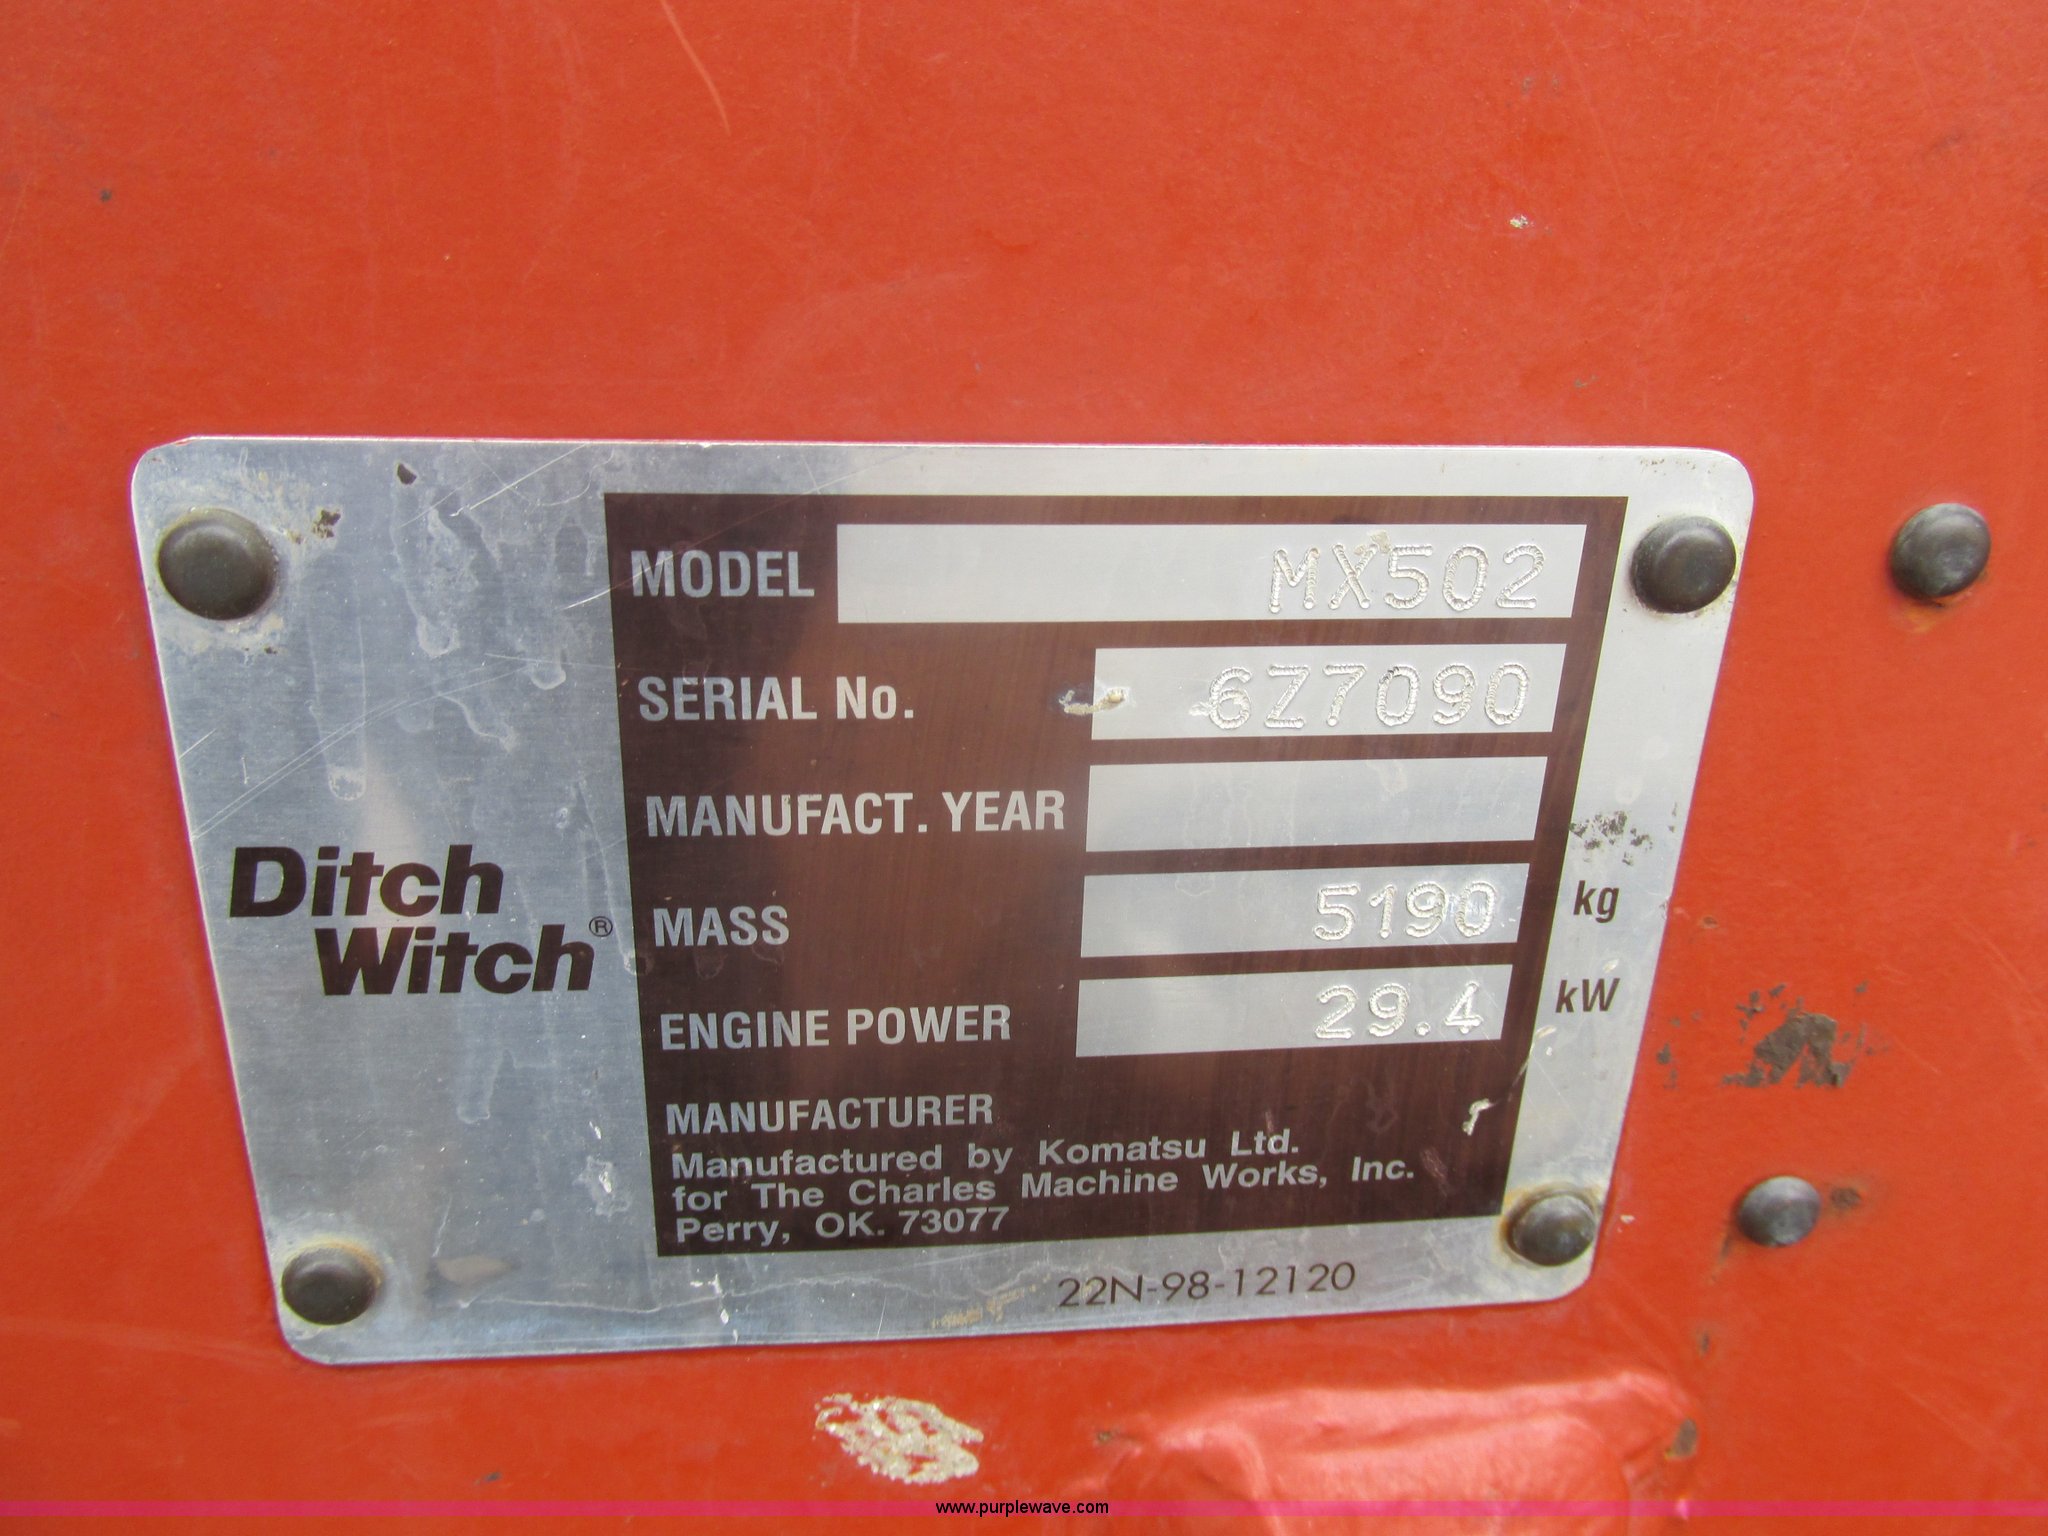 MODEL MX502
SERIAL No. 6Z7090
MANUFACT. YEAR
MASS 5190 kg
ENGINE POWER 29.4 kW
Ditch
Witch®
MANUFACTURER
Manufactured by Komatsu Ltd.
for The Charles Machine Works, Inc.
Perry, OK. 73077
22N-98-12120
www.purplewave.com